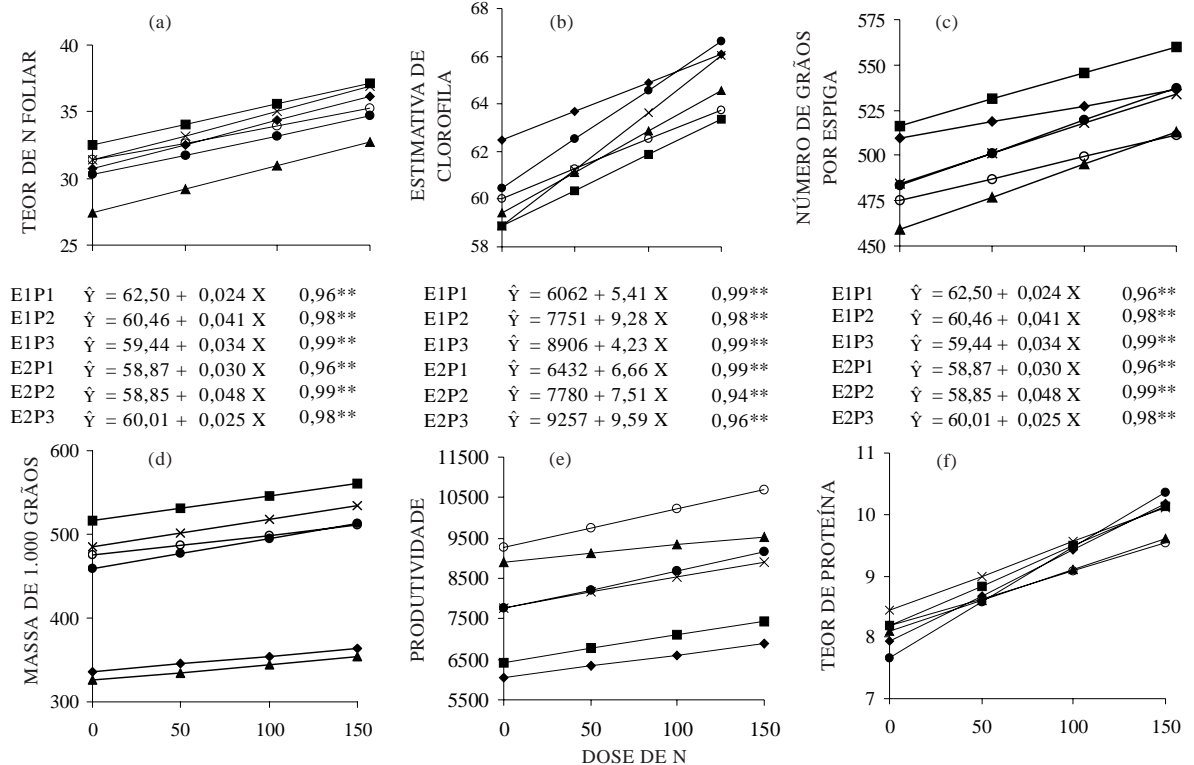 (a)
TEOR DE N FOLIAR
40
35
30
25
(b)
ESTIMATIVA DE
CLOROFILA
68
66
64
62
60
58
(c)
NÚMERO DE GRÃOS
POR ESPIGA
575
550
525
500
475
450
E1P1 Ŷ = 62,50 + 0,024 X 0,96**
E1P2 Ŷ = 60,46 + 0,041 X 0,98**
E1P3 Ŷ = 59,44 + 0,034 X 0,99**
E2P1 Ŷ = 58,87 + 0,030 X 0,96**
E2P2 Ŷ = 58,85 + 0,048 X 0,99**
E2P3 Ŷ = 60,01 + 0,025 X 0,98**
E1P1 Ŷ = 6062 + 5,41 X 0,99**
E1P2 Ŷ = 7751 + 9,28 X 0,98**
E1P3 Ŷ = 8906 + 4,23 X 0,99**
E2P1 Ŷ = 6432 + 6,66 X 0,99**
E2P2 Ŷ = 7780 + 7,51 X 0,94**
E2P3 Ŷ = 9257 + 9,59 X 0,96**
E1P1 Ŷ = 62,50 + 0,024 X 0,96**
E1P2 Ŷ = 60,46 + 0,041 X 0,98**
E1P3 Ŷ = 59,44 + 0,034 X 0,99**
E2P1 Ŷ = 58,87 + 0,030 X 0,96**
E2P2 Ŷ = 58,85 + 0,048 X 0,99**
E2P3 Ŷ = 60,01 + 0,025 X 0,98**
(d)
MASSA DE 1.000 GRÃOS
600
500
400
300
0 50 100 150
(e)
PRODUTIVIDADE
11500
10500
9500
8500
7500
6500
5500
0 50 100 150
DOSE DE N
(f)
TEOR DE PROTEÍNA
11
10
9
8
7
0 50 100 150